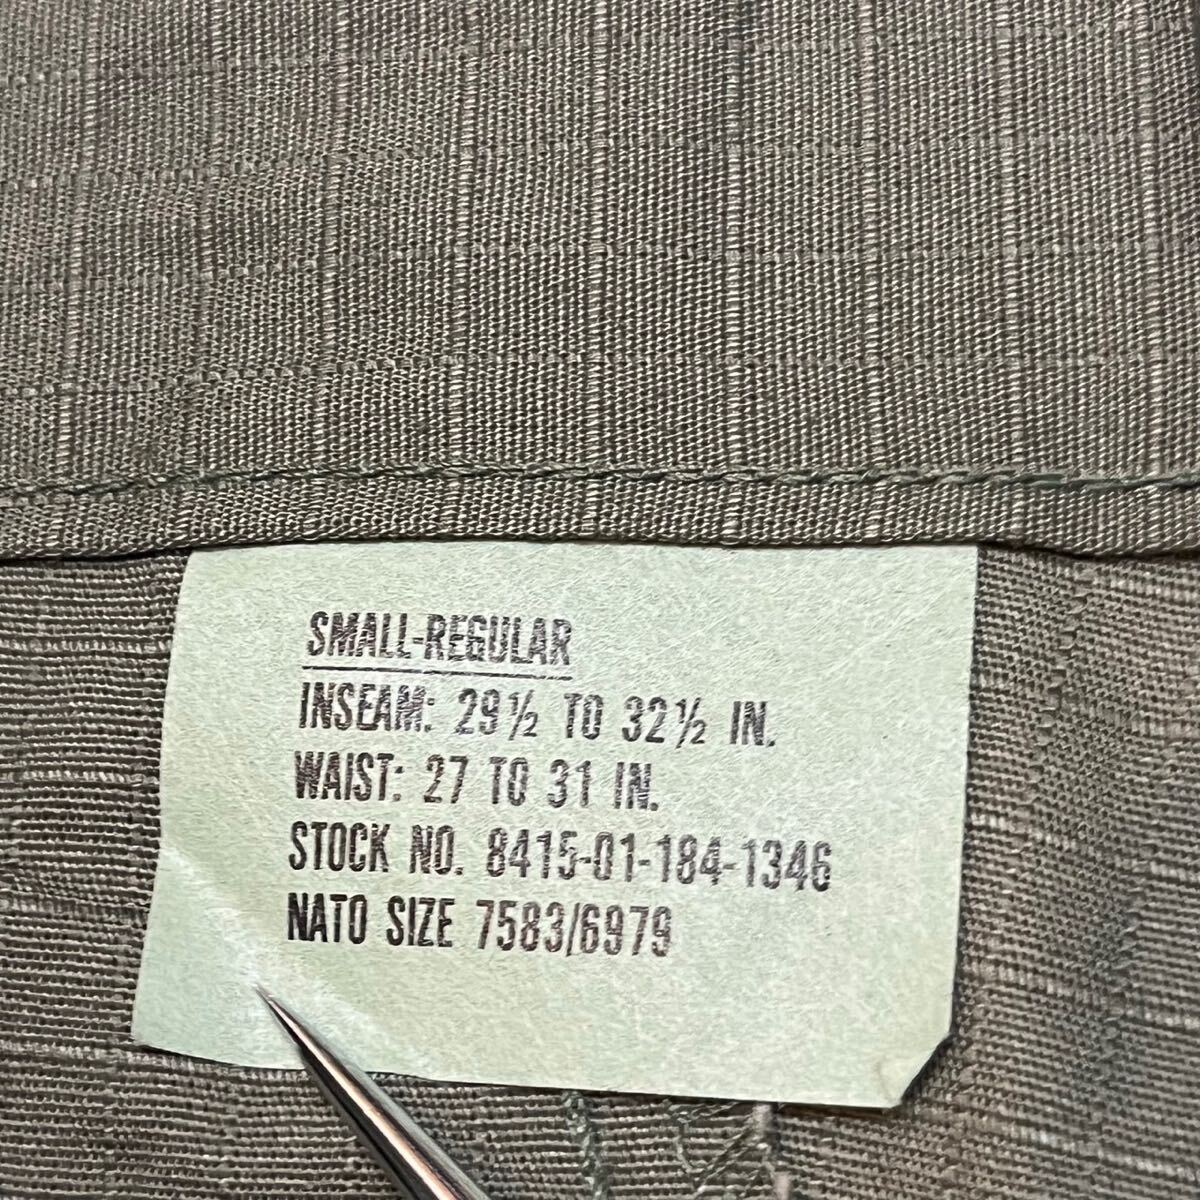 SMALL-REGULAR
INSEAM: 29½ TO 32½ IN.
WAIST: 27 TO 31 IN.
STOCK NO. 8415-01-184-1346
NATO SIZE 7583/6979